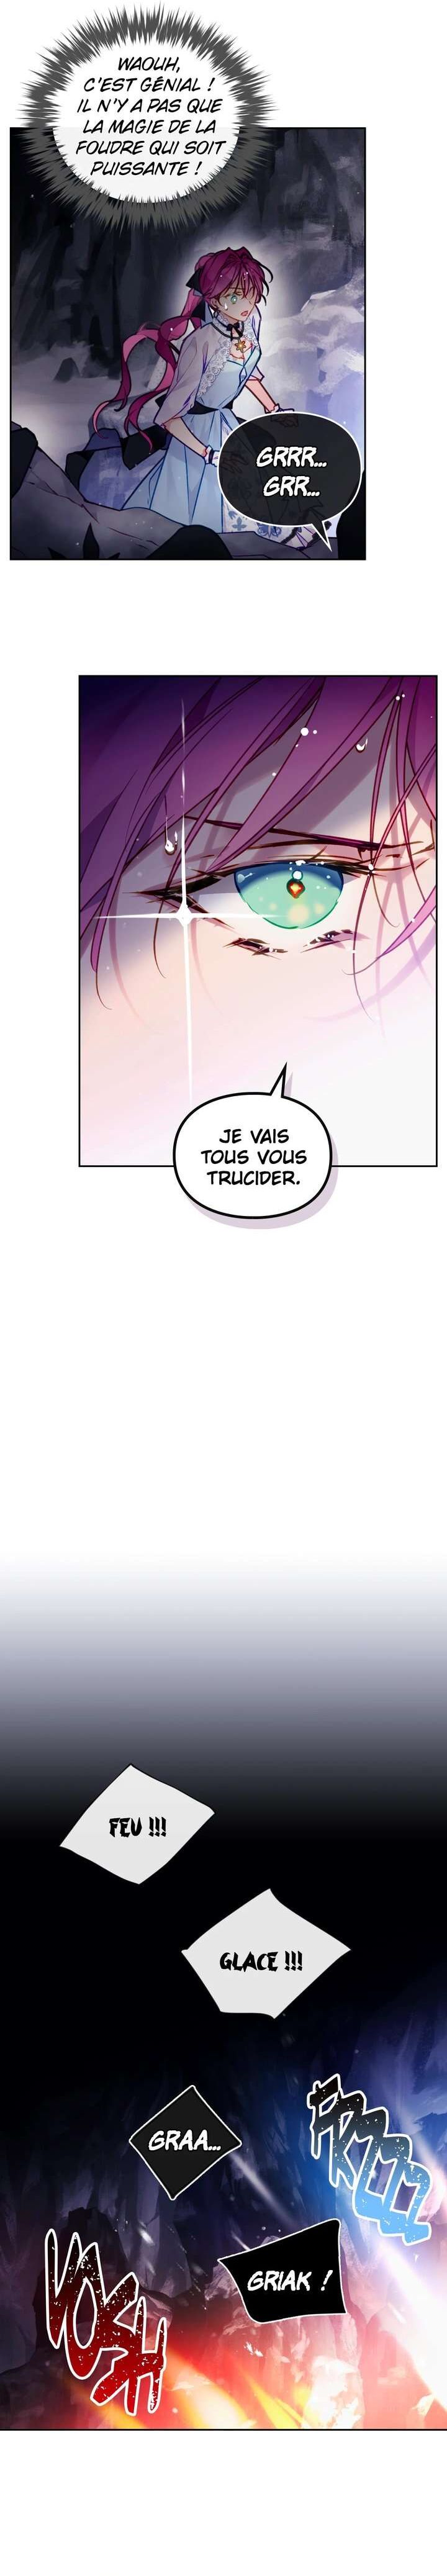 WAOUH,
C'EST GÉNIAL !
IL N'Y A PAS QUE
LA MAGIE DE LA
FOUDRE QUI SOIT
PUISSANTE !
GRRR...
GRR...
JE VAIS
TOUS VOUS
TRUCIDER.
FEU !!!
GLACE !!!
GRAA...
FRZZZ
GRIAK !
VOSH